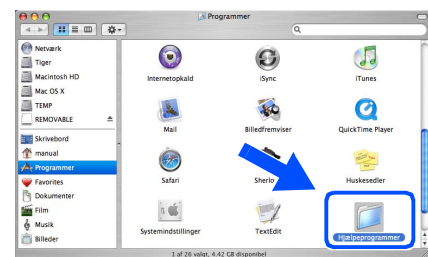 Programmer
Netværk
Tiger
Macintosh HD
Mac OS X
TEMP
REMOVABLE
Skrivebord
manual
Programmer
Favorites
Dokumenter
Film
Musik
Billeder
Internetopkald
iSync
iTunes
Mail
Billedfremviser
QuickTime Player
Safari
Sherlo
Huskesedler
Systemindstillinger
TextEdit
Hjælpeprogrammer
1 af 26 valgt, 4.42 GB disponibel